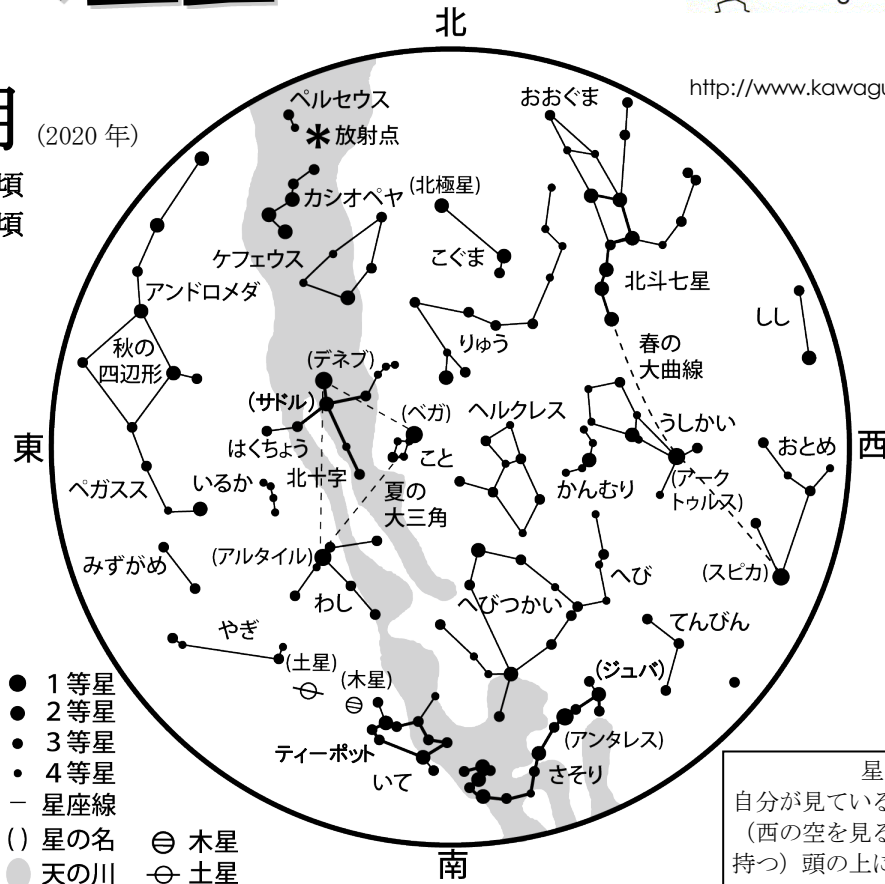 北
http://www.kawagu
(2020 年)
頃
頃
ペルセウス
放射点
おおぐま
カシオペヤ
(北極星)
ケフェウス
こぐま
北斗七星
アンドロメダ
りゅう
しし
春の
大曲線
秋の
四辺形
(デネブ)
(サドル)
(ベガ)
ヘルクレス
うしかい
東
西
はくちょう
こと
おとめ
ペガスス
いるか
北十字
夏の
大三角
かんむり
(アーク
トゥルス)
みずがめ
(アルタイル)
わし
へび
(スピカ)
へびつかい
てんびん
やぎ
(土星)
(木星)
(ジュバ)
(アンタレス)
ティーポット
いて
さそり
南
1等星
2等星
3等星
4等星
星座線
() 星の名
木星
天の川
土星
星
自分が見ている
（西の空を見る
持つ）頭の上に